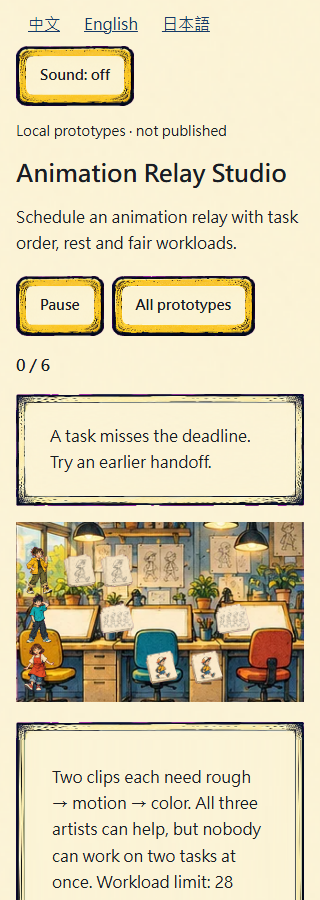 中文 English 日本語
Sound: off
Local prototypes · not published
Animation Relay Studio
Schedule an animation relay with task
order, rest and fair workloads.
Pause All prototypes
0 / 6
A task misses the deadline.
Try an earlier handoff.
Two clips each need rough
→ motion → color. All three
artists can help, but nobody
can work on two tasks at
once. Workload limit: 28